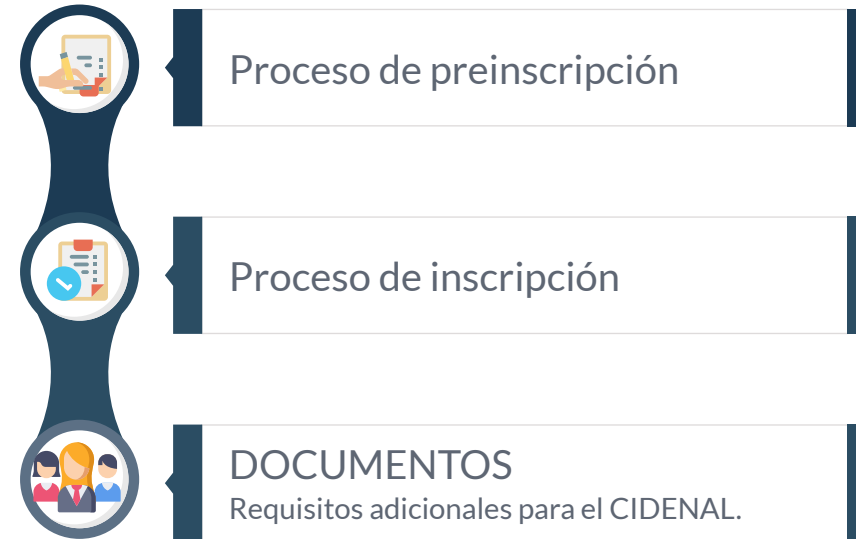 Proceso de preinscripción
Proceso de inscripción
DOCUMENTOS
Requisitos adicionales para el CIDENAL.